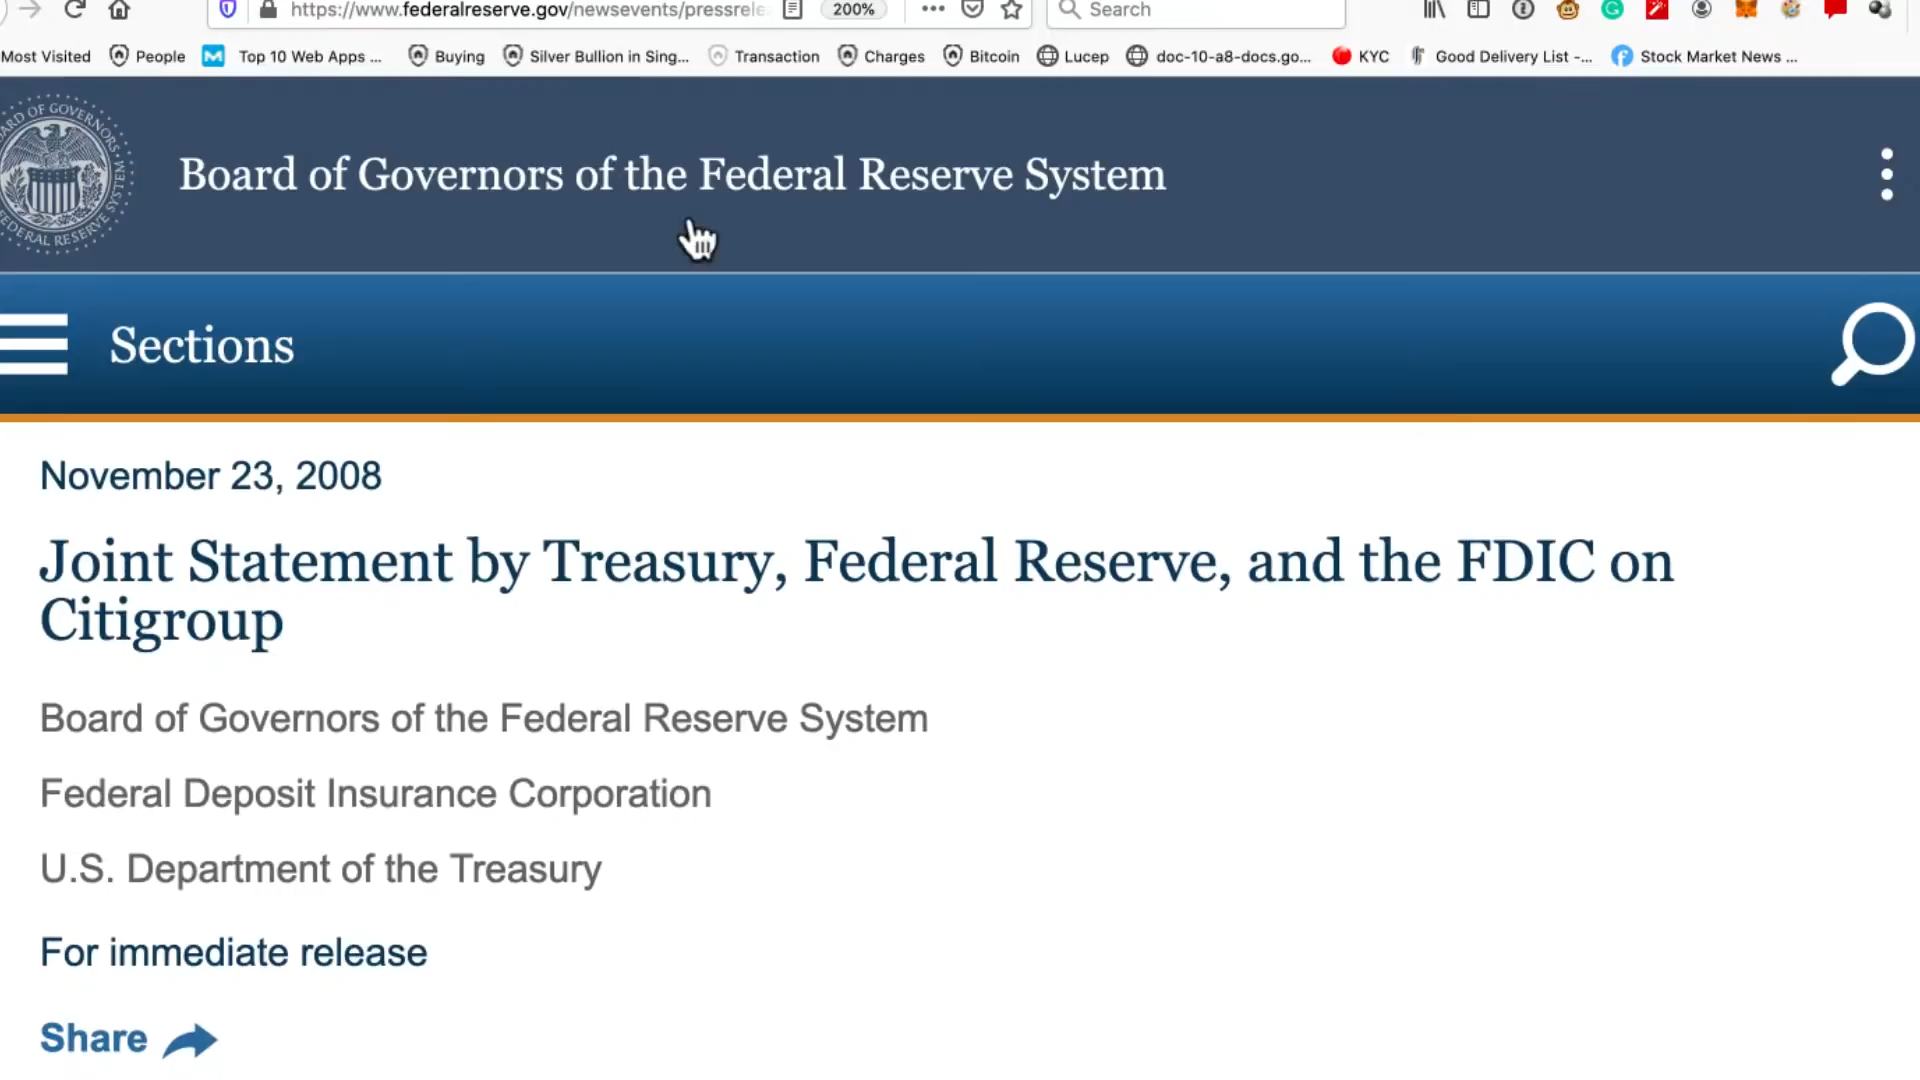 https://www.federalreserve.gov/newsevents/pressrele
200%
Search
Most Visited
People
Top 10 Web Apps ...
Buying
Silver Bullion in Sing...
Transaction
Charges
Bitcoin
Lucep
doc-10-a8-docs.go...
KYC
Good Delivery List -...
Stock Market News ...
Board of Governors of the Federal Reserve System
Sections
November 23, 2008
Joint Statement by Treasury, Federal Reserve, and the FDIC on
Citigroup
Board of Governors of the Federal Reserve System
Federal Deposit Insurance Corporation
U.S. Department of the Treasury
For immediate release
Share